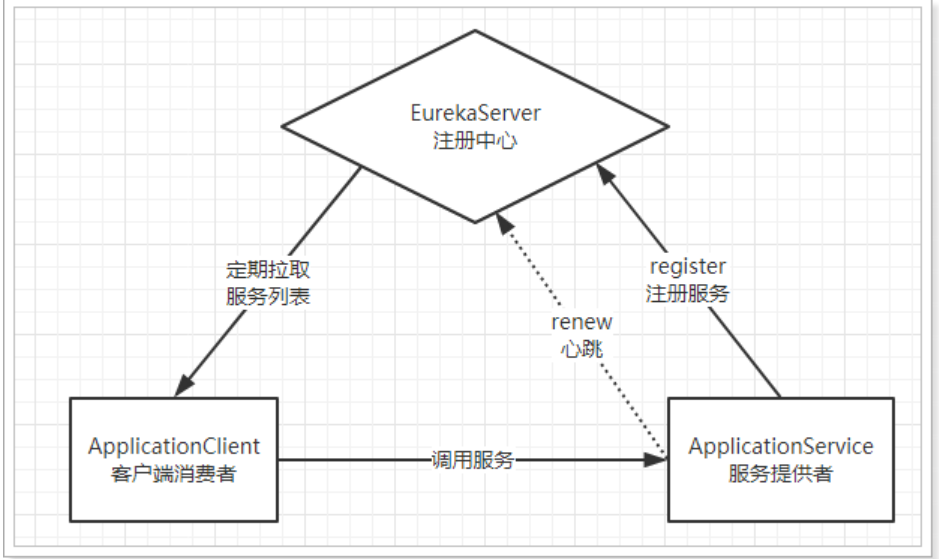 EurekaServer
注册中心
定期拉取
服务列表
register
注册服务
renew
心跳
ApplicationClient
客户端消费者
调用服务
ApplicationService
服务提供者